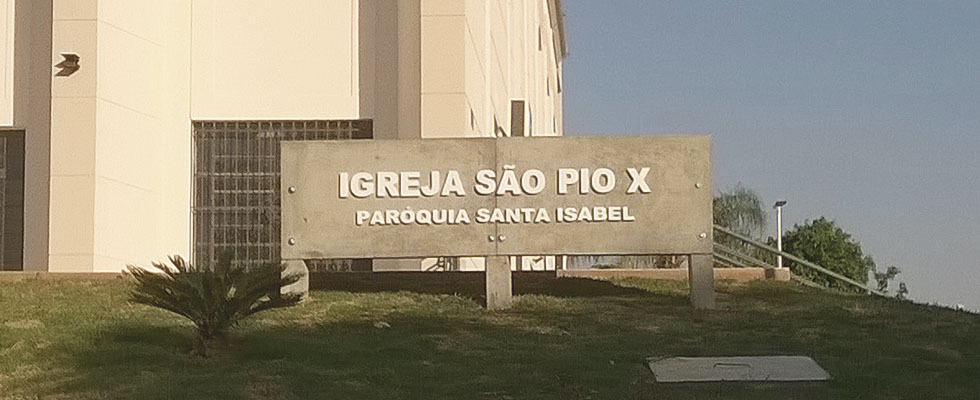 IGREJA SÃO PIO X
PARÓQUIA SANTA ISABEL